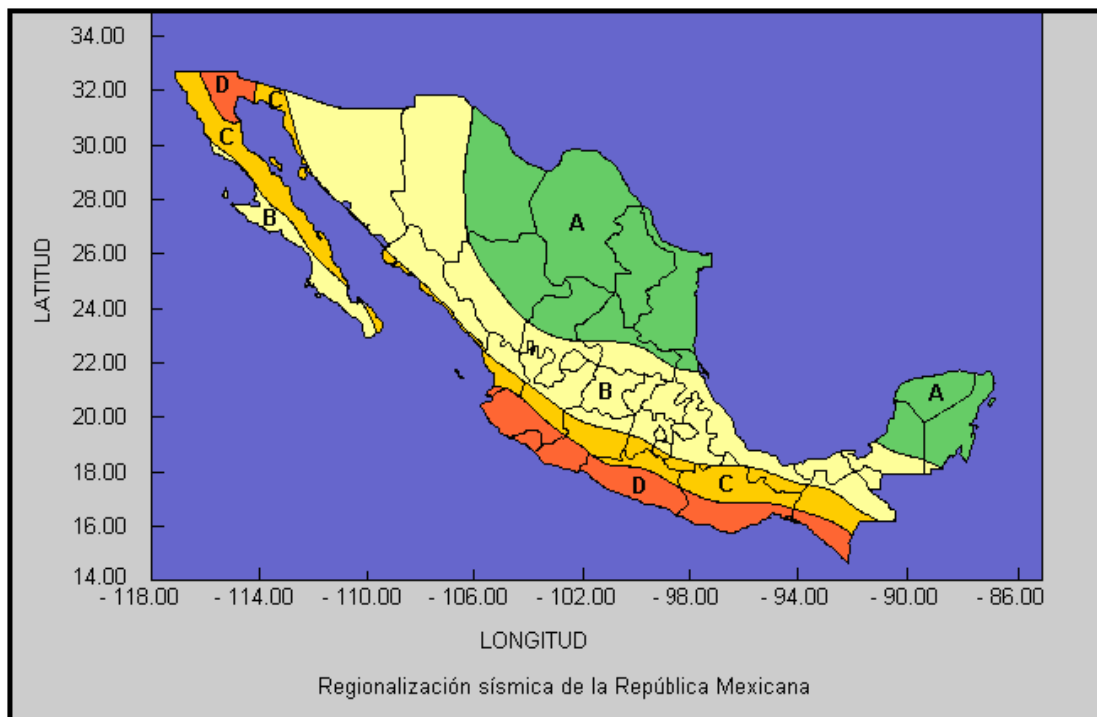 34.00
32.00
30.00
28.00
26.00
24.00
22.00
20.00
18.00
16.00
14.00
LATITUD
D
C
C
B
A
B
A
C
D
- 118.00 - 114.00 - 110.00 - 106.00 - 102.00 - 98.00 - 94.00 - 90.00 - 86.00
LONGITUD
Regionalización sísmica de la República Mexicana